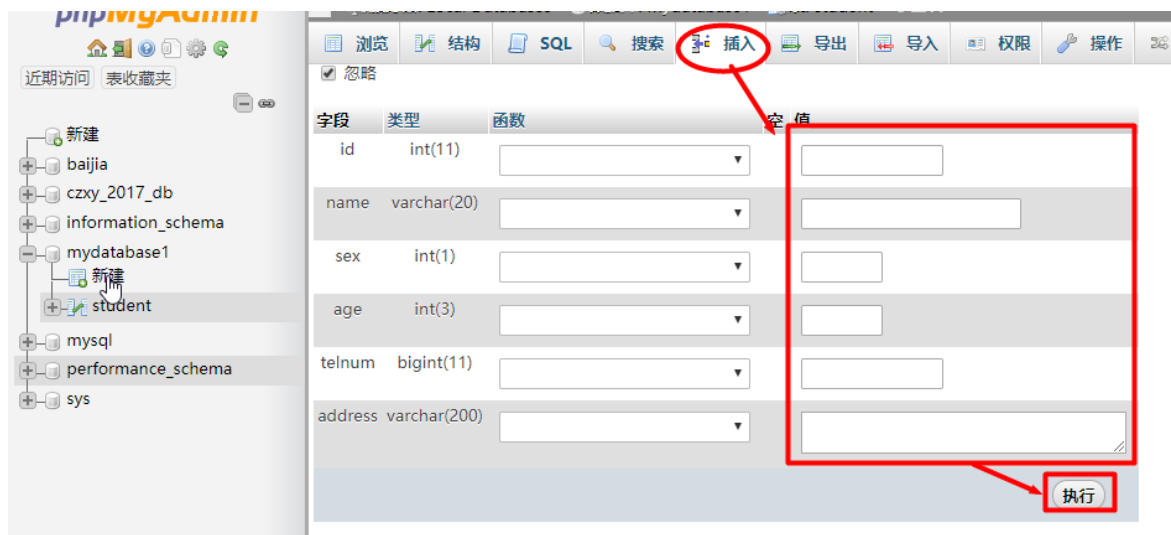 phpMyAdmin
近期访问 表收藏夹
新建
baijia
czxy_2017_db
information_schema
mydatabase1
新建
student
mysql
performance_schema
sys
浏览 结构 SQL 搜索 插入 导出 导入 权限 操作
忽略
字段 类型 函数 空 值
id int(11)
name varchar(20)
sex int(1)
age int(3)
telnum bigint(11)
address varchar(200)
执行